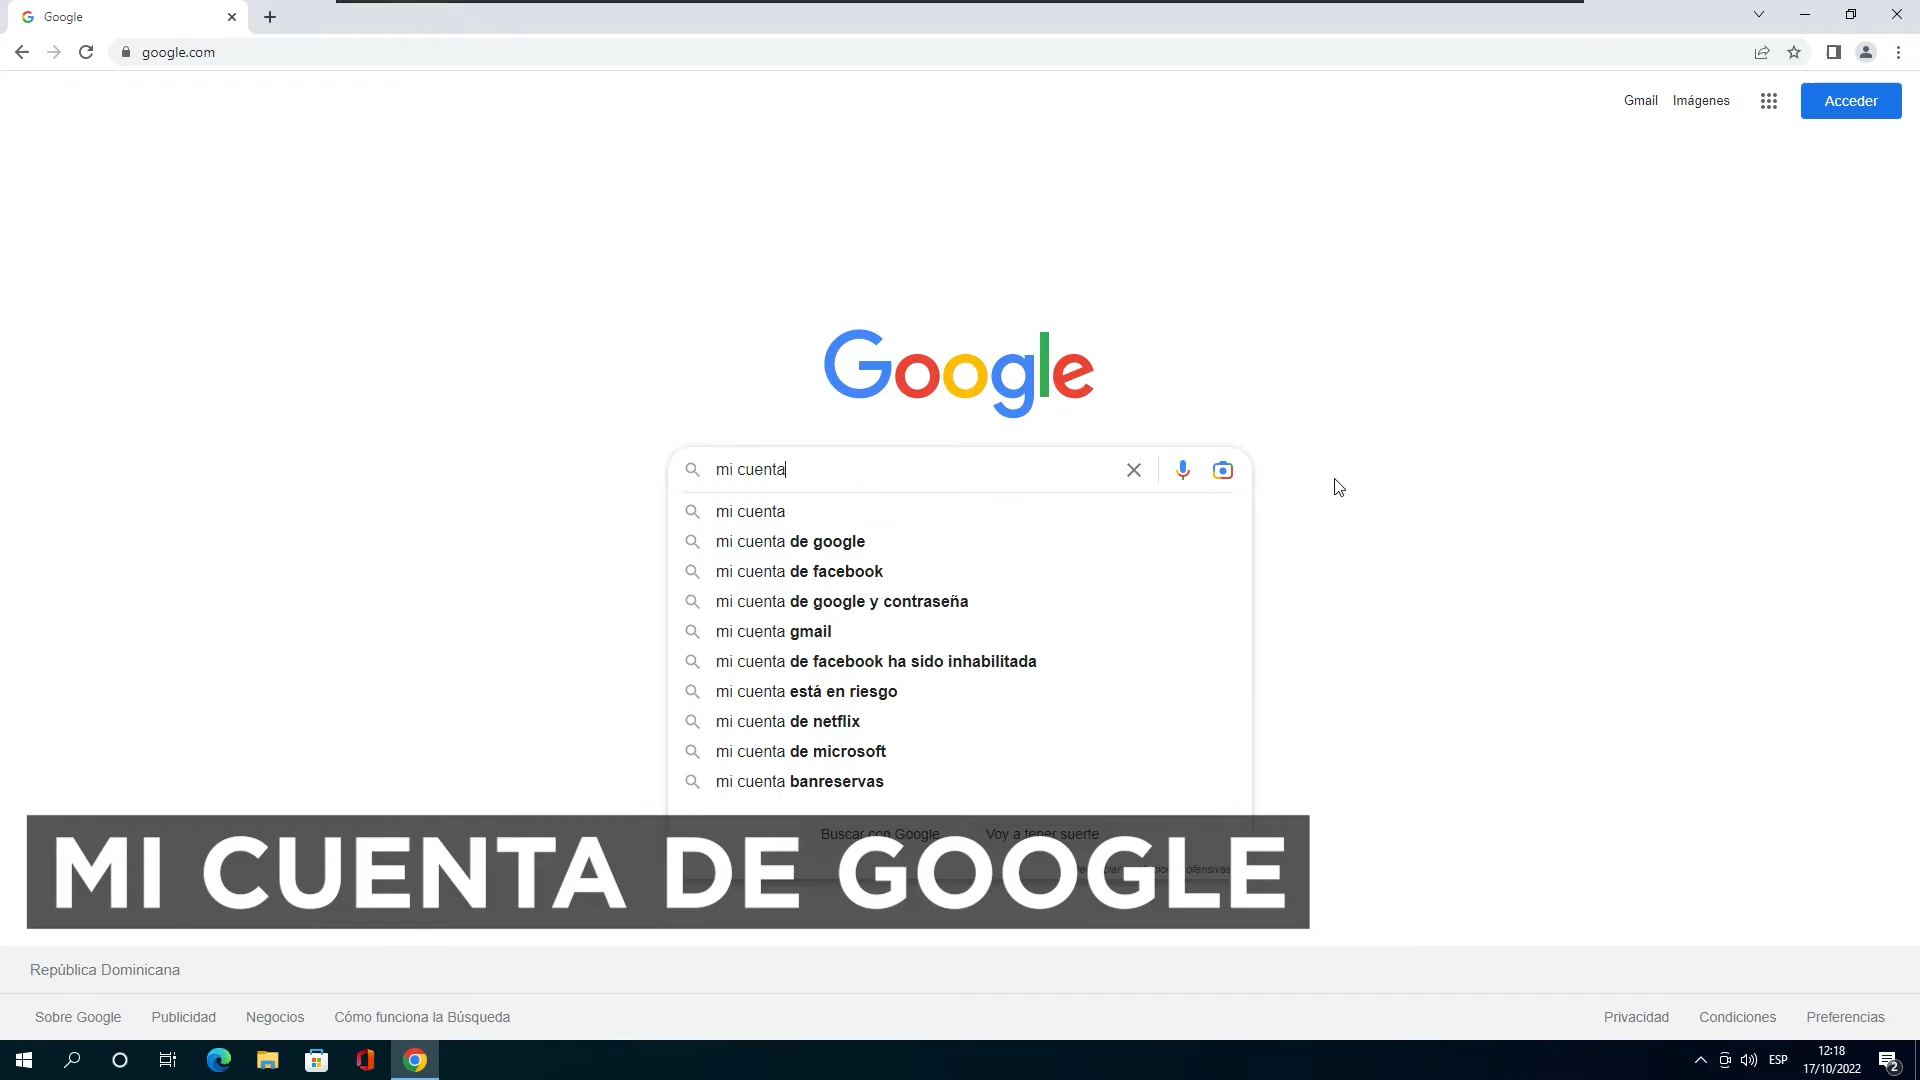 Google
google.com
Gmail Imágenes Acceder
Google
mi cuenta
mi cuenta
mi cuenta de google
mi cuenta de facebook
mi cuenta de google y contraseña
mi cuenta gmail
mi cuenta de facebook ha sido inhabilitada
mi cuenta está en riesgo
mi cuenta de netflix
mi cuenta de microsoft
mi cuenta banreservas
Buscar con Google Voy a tener suerte
ofensivas
MI CUENTA DE GOOGLE
República Dominicana
Sobre Google Publicidad Negocios Cómo funciona la Búsqueda Privacidad Condiciones Preferencias
ESP 12:18
17/10/2022 2